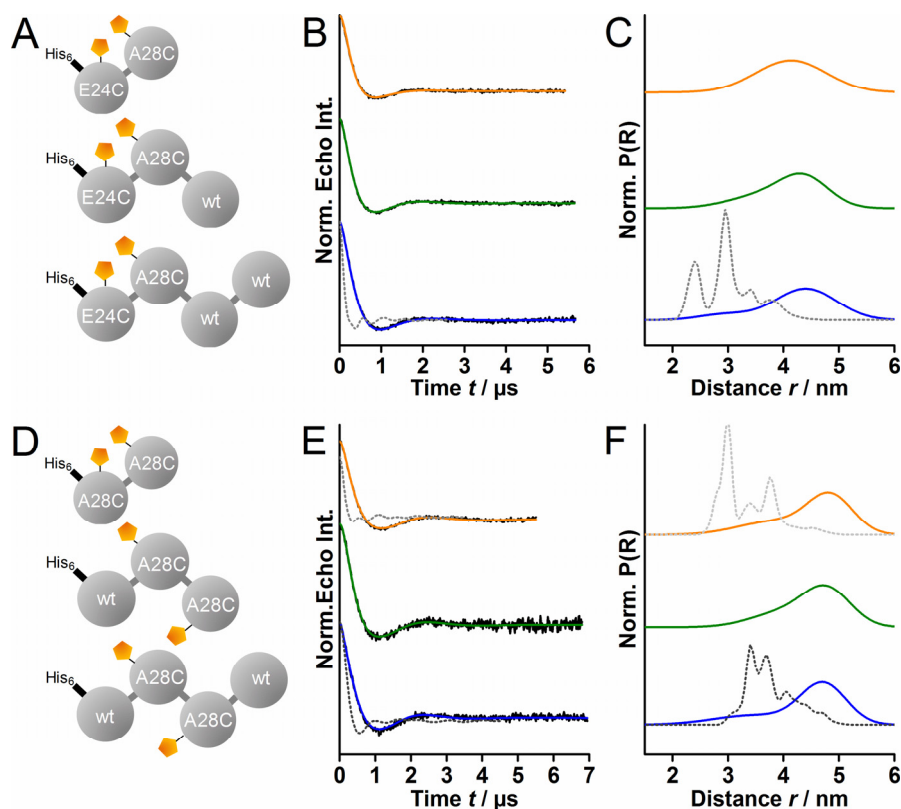 A
His6
E24C
A28C
His6
E24C
A28C
wt
His6
E24C
A28C
wt
wt
B
Norm. Echo Int.
0 1 2 3 4 5 6
Time t / µs
C
Norm. P(R)
2 3 4 5 6
Distance r / nm
D
His6
A28C
A28C
His6
wt
A28C
A28C
His6
wt
A28C
A28C
wt
E
Norm.Echo Int.
0 1 2 3 4 5 6 7
Time t / µs
F
Norm. P(R)
2 3 4 5 6
Distance r / nm